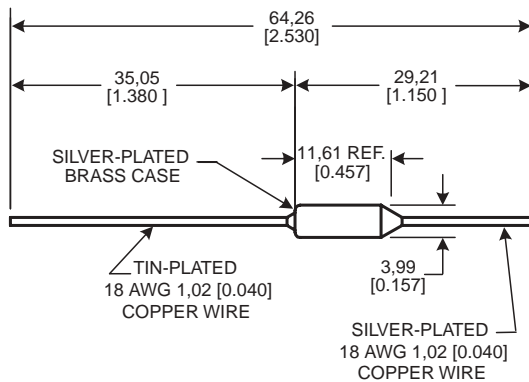 64,26
[2.530]
35,05
[1.380 ]
29,21
[1.150 ]
11,61 REF.
[0.457]
SILVER-PLATED
BRASS CASE
TIN-PLATED
18 AWG 1,02 [0.040]
COPPER WIRE
3,99
[0.157]
SILVER-PLATED
18 AWG 1,02 [0.040]
COPPER WIRE